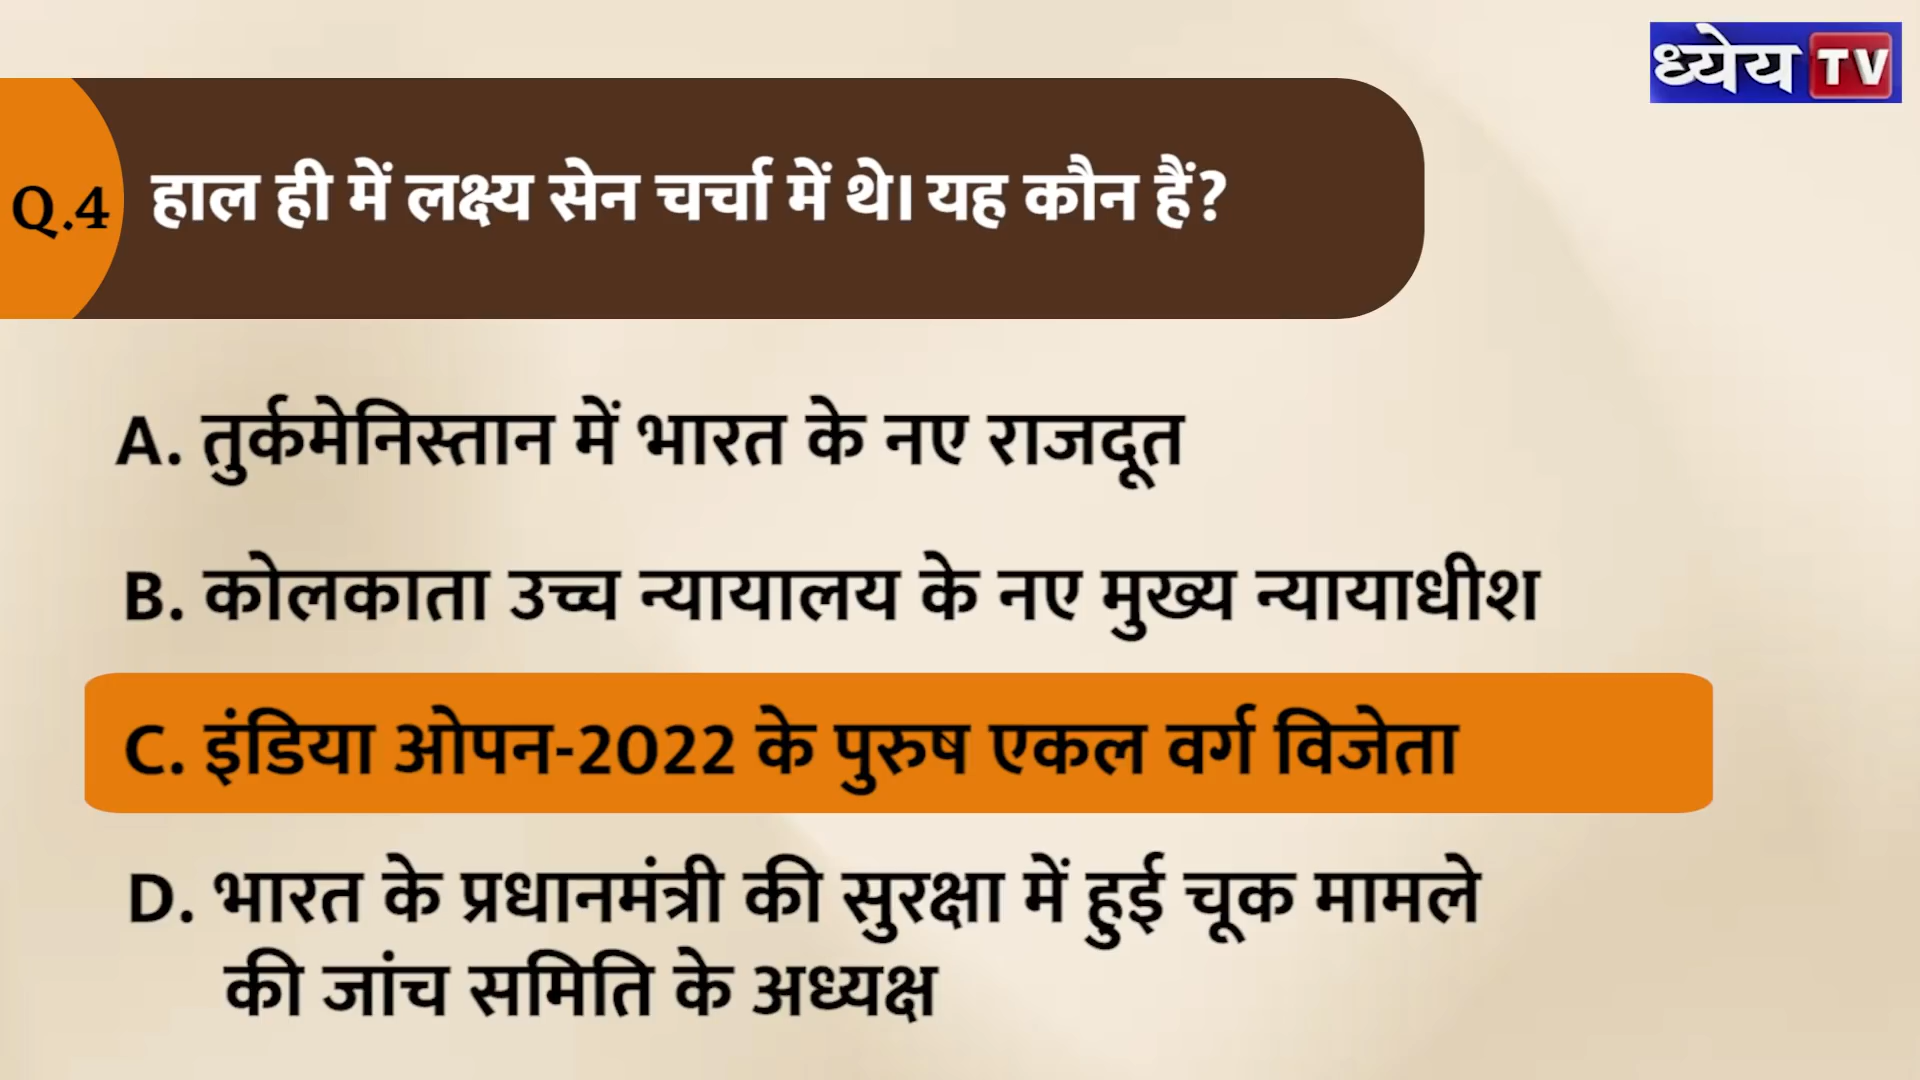 ध्येय TV
Q.4 हाल ही में लक्ष्य सेन चर्चा में थे। यह कौन हैं?
A. तुर्कमेनिस्तान में भारत के नए राजदूत
B. कोलकाता उच्च न्यायालय के नए मुख्य न्यायाधीश
C. इंडिया ओपन-2022 के पुरुष एकल वर्ग विजेता
D. भारत के प्रधानमंत्री की सुरक्षा में हुई चूक मामले
की जांच समिति के अध्यक्ष